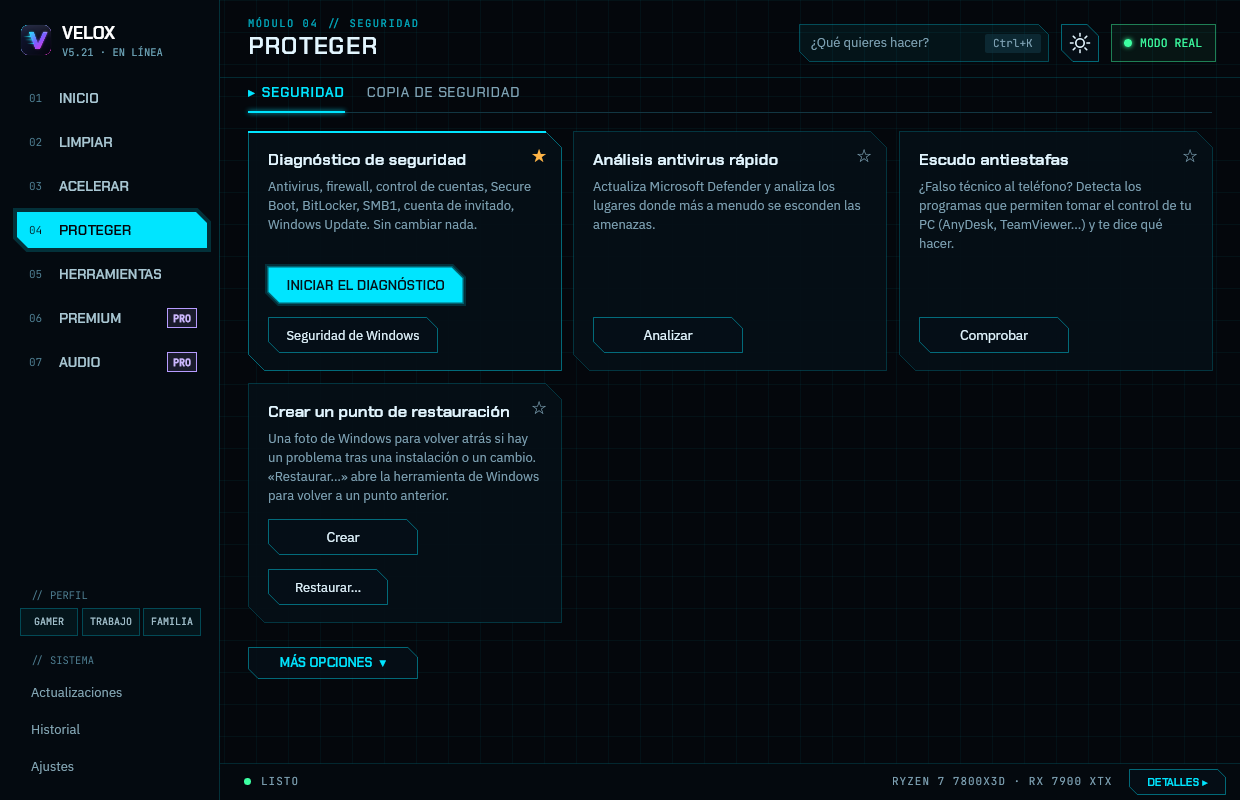 VELOX
V5.21 · EN LÍNEA
01 INICIO
02 LIMPIAR
03 ACELERAR
04 PROTEGER
05 HERRAMIENTAS
06 PREMIUM PRO
07 AUDIO PRO
// PERFIL
GAMER TRABAJO FAMILIA
// SISTEMA
Actualizaciones
Historial
Ajustes
MÓDULO 04 // SEGURIDAD
PROTEGER
¿Qué quieres hacer? Ctrl+K
MODO REAL
▸ SEGURIDAD COPIA DE SEGURIDAD
Diagnóstico de seguridad ★
Antivirus, firewall, control de cuentas, Secure
Boot, BitLocker, SMB1, cuenta de invitado,
Windows Update. Sin cambiar nada.
INICIAR EL DIAGNÓSTICO
Seguridad de Windows
Análisis antivirus rápido ☆
Actualiza Microsoft Defender y analiza los
lugares donde más a menudo se esconden las
amenazas.
Analizar
Escudo antiestafas ☆
¿Falso técnico al teléfono? Detecta los
programas que permiten tomar el control de tu
PC (AnyDesk, TeamViewer...) y te dice qué
hacer.
Comprobar
Crear un punto de restauración ☆
Una foto de Windows para volver atrás si hay
un problema tras una instalación o un cambio.
«Restaurar...» abre la herramienta de Windows
para volver a un punto anterior.
Crear
Restaurar...
MÁS OPCIONES ▼
LISTO
RYZEN 7 7800X3D · RX 7900 XTX
DETALLES ▸